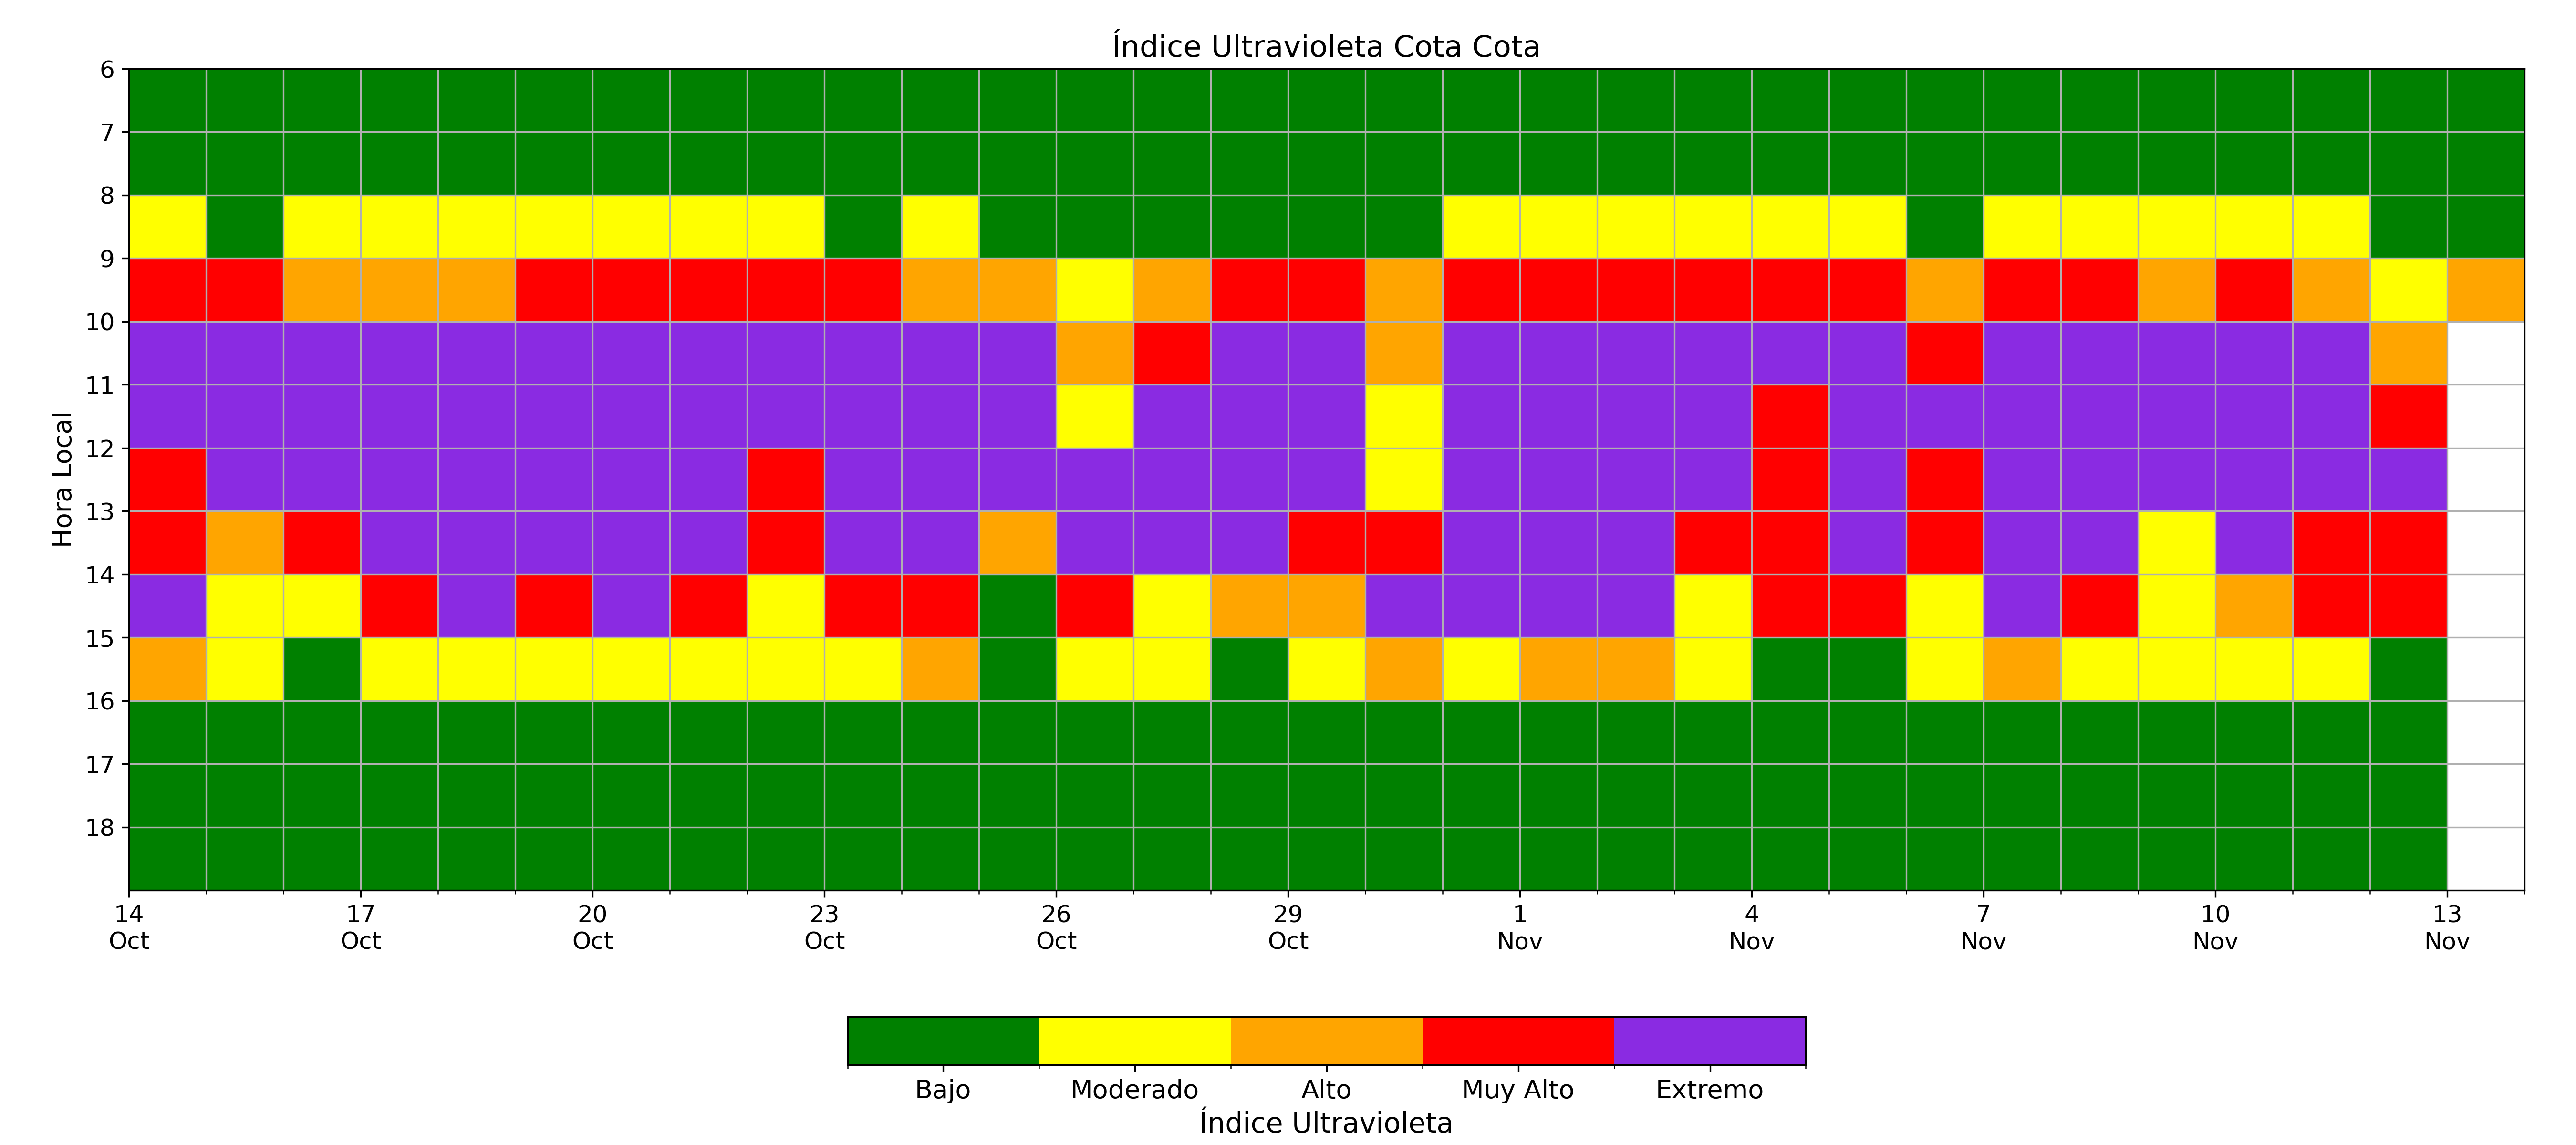 Índice Ultravioleta Cota Cota
Hora Local
6
7
8
9
10
11
12
13
14
15
16
17
18
14 17 20 23 26 29 1 4 7 10 13
Oct Oct Oct Oct Oct Oct Nov Nov Nov Nov Nov
Bajo Moderado Alto Muy Alto Extremo
Índice Ultravioleta